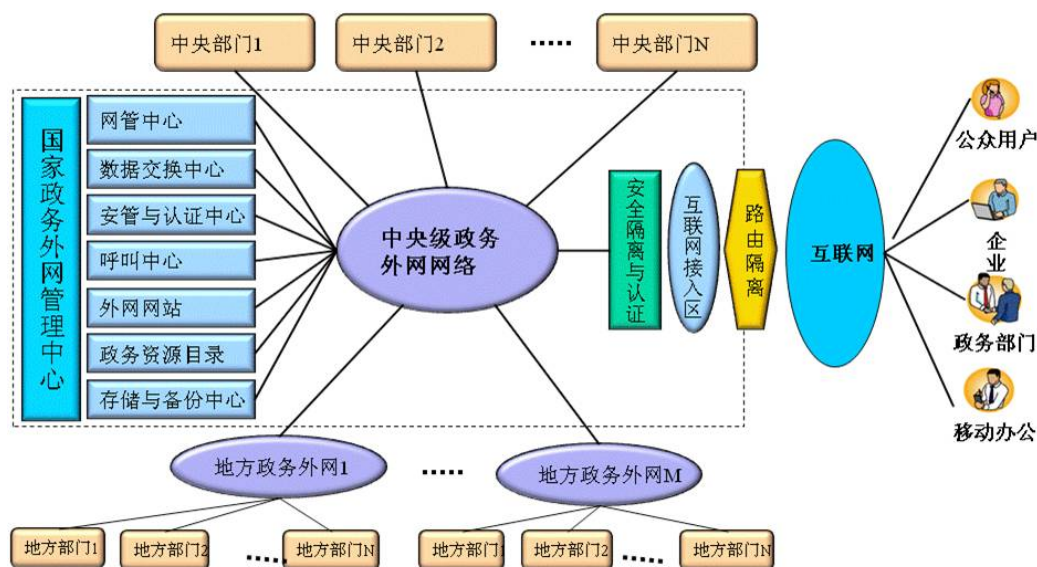 中央部门1
中央部门2
.....
中央部门N
国家政务外网管理中心
网管中心
数据交换中心
安管与认证中心
呼叫中心
外网网站
政务资源目录
存储与备份中心
中央级政务
外网网络
安全隔离与认证
互联网接入区
路由隔离
互联网
公众用户
企业
政务部门
移动办公
地方政务外网1
.....
地方政务外网M
地方部门1
地方部门2
.....
地方部门N
地方部门1
地方部门2
.....
地方部门N